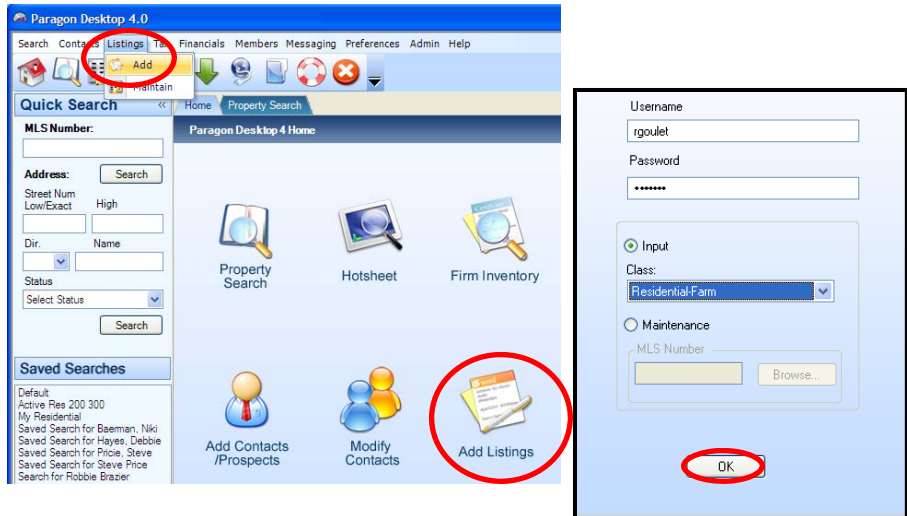 Paragon Desktop 4.0
Search Contacts Listings Tax Financials Members Messaging Preferences Admin Help
Add
Maintain
Quick Search «
Home Property Search
MLS Number:
Paragon Desktop 4 Home
Address: Search
Street Num
Low/Exact High
Dir. Name
Status
Select Status
Search
Saved Searches
Default
Active Res 200 300
My Residential
Saved Search for Baerman, Niki
Saved Search for Hayes, Debbie
Saved Search for Pricie, Steve
Saved Search for Steve Price
Search for Robbie Brazier
Property
Search
Hotsheet
Firm Inventory
Add Contacts
/Prospects
Modify
Contacts
Add Listings
Username
rgoulet
Password
•••••••
Input
Class:
Residential-Farm
Maintenance
MLS Number
Browse...
OK